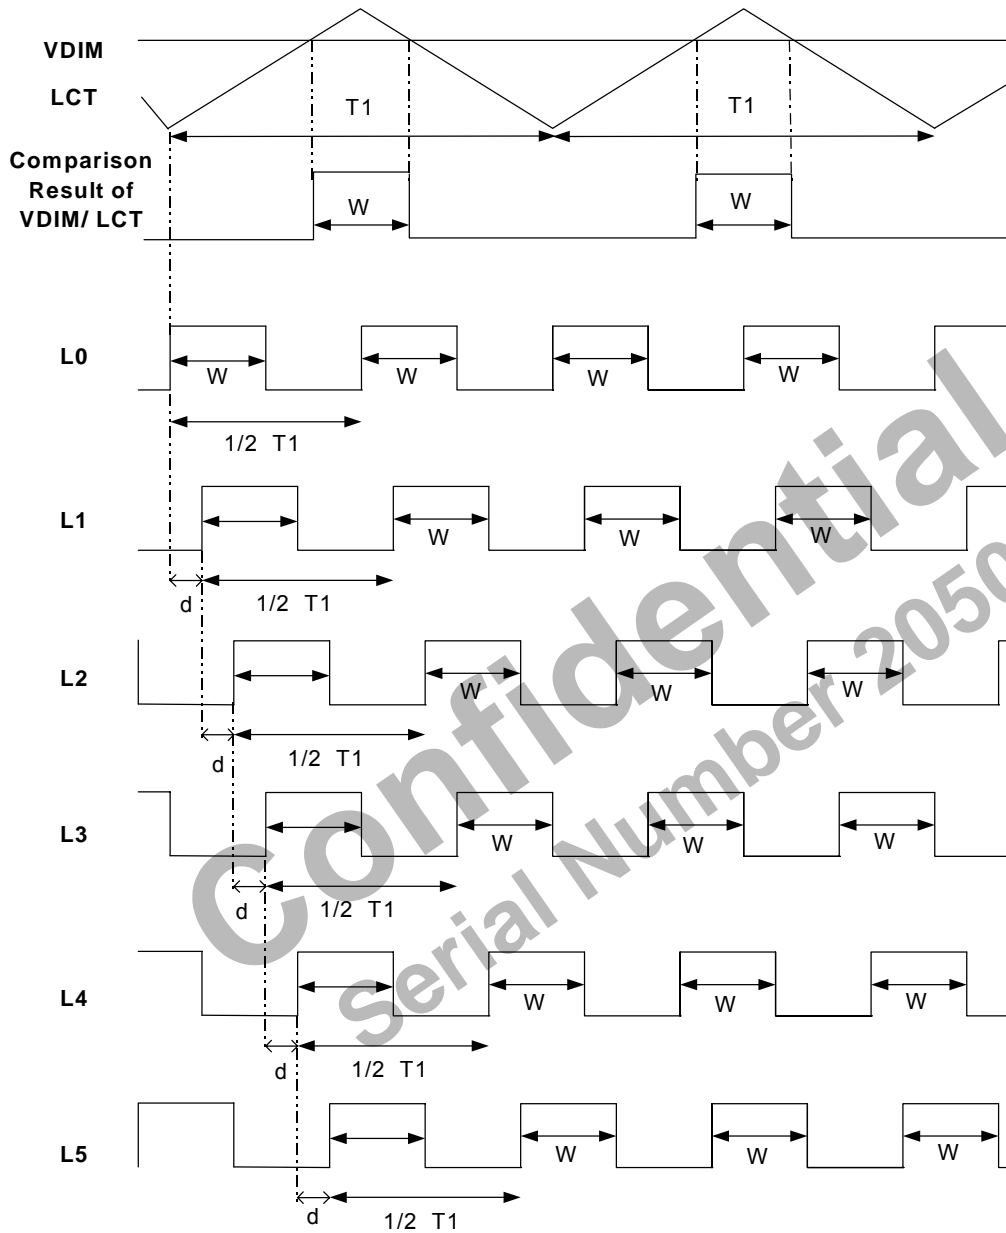 VDIM
LCT
T1 T1
Comparison
Result of
VDIM/ LCT
W W
L0
W W W W
1/2 T1
L1
W W W
d 1/2 T1
L2
W W W
d 1/2 T1
L3
W W W
d 1/2 T1
L4
W W W
d 1/2 T1
L5
W W W
d 1/2 T1
Confidential
Serial Number 2050